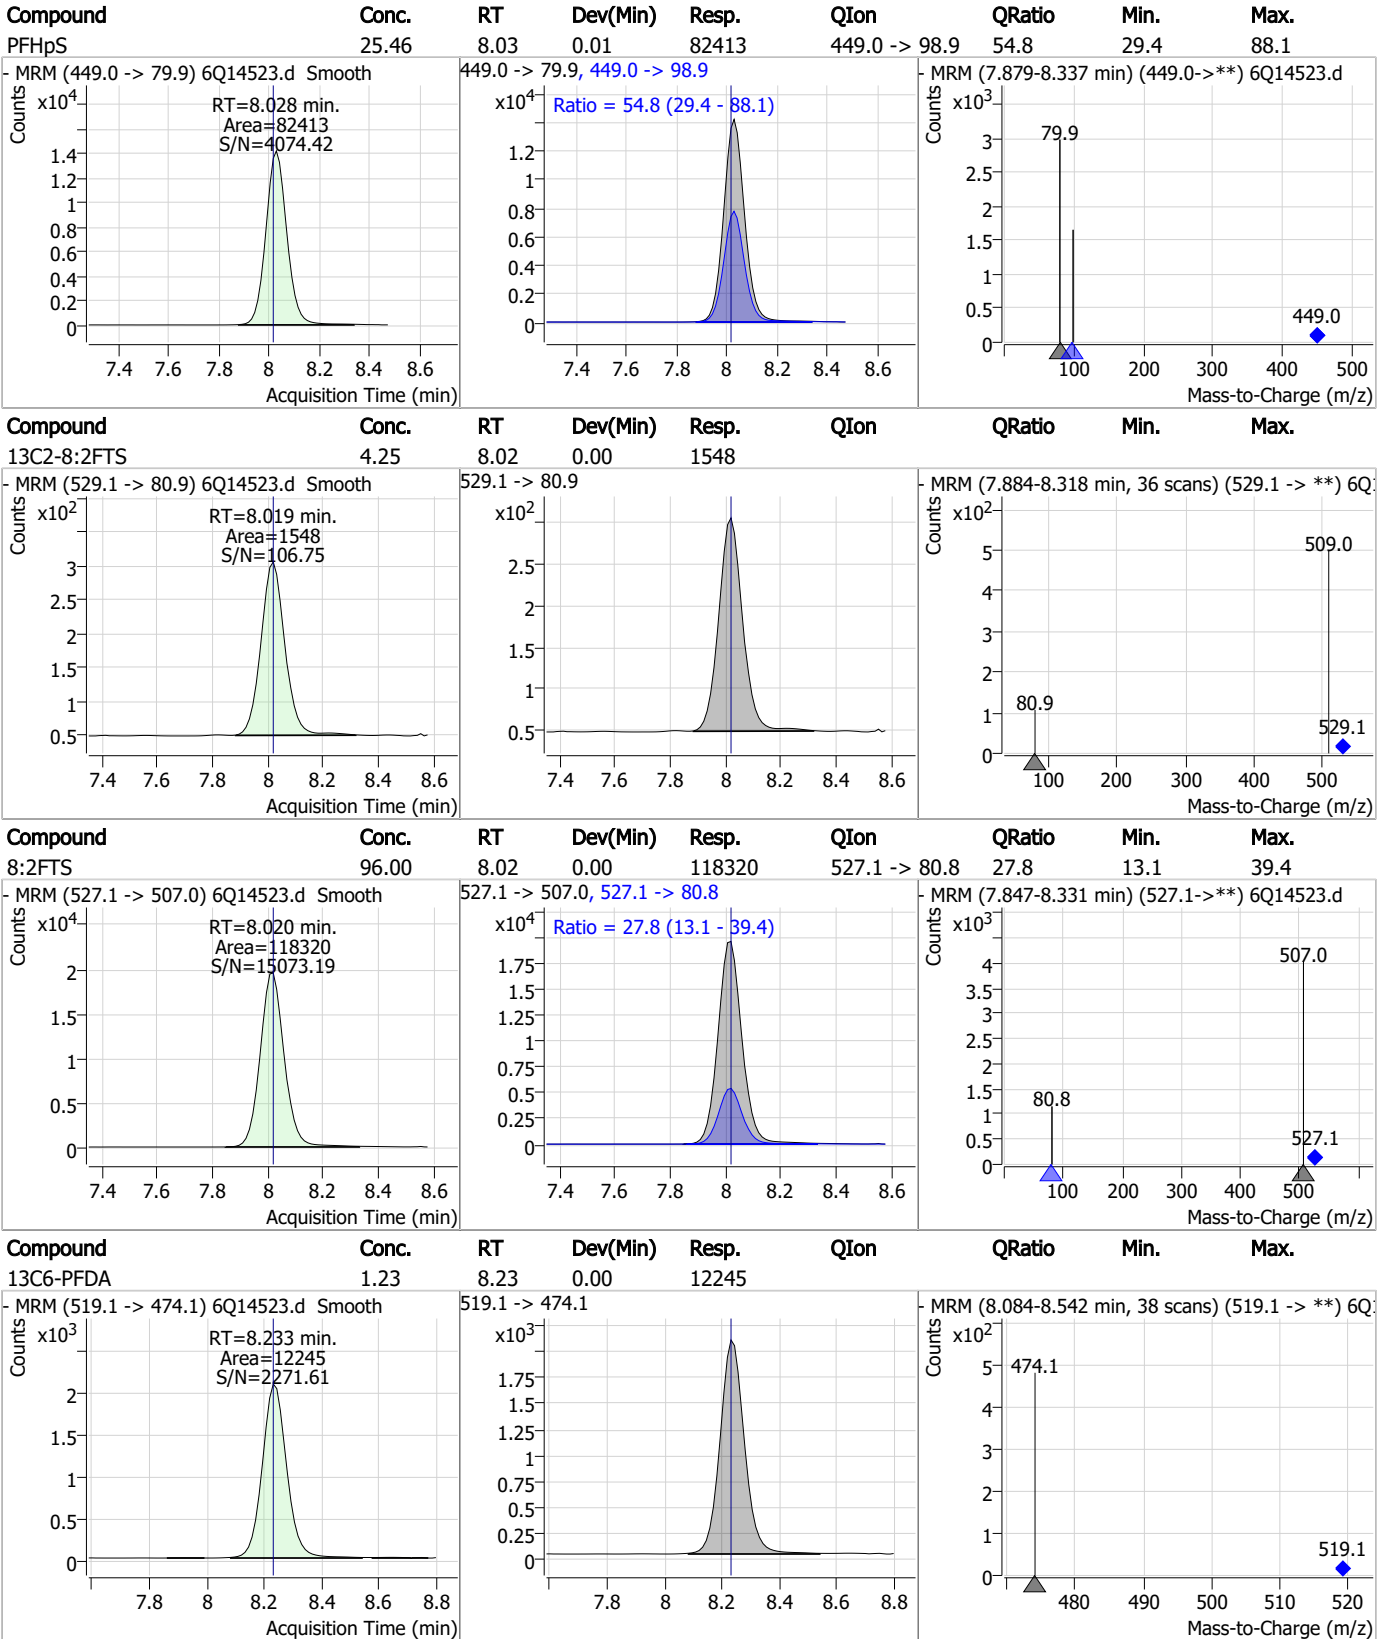 Compound Conc. RT Dev(Min) Resp. QIon QRatio Min. Max.
PFHpS 25.46 8.03 0.01 82413 449.0 -> 98.9 54.8 29.4 88.1
- MRM (449.0 -> 79.9) 6Q14523.d Smooth
Counts
x10^4
RT=8.028 min.
Area=82413
S/N=4074.42
1.4
1.2
1
0.8
0.6
0.4
0.2
0
7.4 7.6 7.8 8 8.2 8.4 8.6
Acquisition Time (min)
449.0 -> 79.9, 449.0 -> 98.9
x10^4
Ratio = 54.8 (29.4 - 88.1)
1.2
1
0.8
0.6
0.4
0.2
0
7.4 7.6 7.8 8 8.2 8.4 8.6
- MRM (7.879-8.337 min) (449.0->**) 6Q14523.d
Counts
x10^3
79.9
449.0
3
2.5
2
1.5
1
0.5
0
100 200 300 400 500
Mass-to-Charge (m/z)
Compound Conc. RT Dev(Min) Resp. QIon QRatio Min. Max.
13C2-8:2FTS 4.25 8.02 0.00 1548
- MRM (529.1 -> 80.9) 6Q14523.d Smooth
Counts
x10^2
RT=8.019 min.
Area=1548
S/N=106.75
3
2.5
2
1.5
1
0.5
7.4 7.6 7.8 8 8.2 8.4 8.6
Acquisition Time (min)
529.1 -> 80.9
x10^2
2.5
2
1.5
1
0.5
7.4 7.6 7.8 8 8.2 8.4 8.6
- MRM (7.884-8.318 min, 36 scans) (529.1 -> **) 6Q
Counts
x10^2
509.0
80.9
529.1
5
4
3
2
1
0
100 200 300 400 500
Mass-to-Charge (m/z)
Compound Conc. RT Dev(Min) Resp. QIon QRatio Min. Max.
8:2FTS 96.00 8.02 0.00 118320 527.1 -> 80.8 27.8 13.1 39.4
- MRM (527.1 -> 507.0) 6Q14523.d Smooth
Counts
x10^4
RT=8.020 min.
Area=118320
S/N=15073.19
2
1.5
1
0.5
0
7.4 7.6 7.8 8 8.2 8.4 8.6
Acquisition Time (min)
527.1 -> 507.0, 527.1 -> 80.8
x10^4
Ratio = 27.8 (13.1 - 39.4)
1.75
1.5
1.25
1
0.75
0.5
0.25
0
7.4 7.6 7.8 8 8.2 8.4 8.6
- MRM (7.847-8.331 min) (527.1->**) 6Q14523.d
Counts
x10^3
507.0
80.8
527.1
4
3.5
3
2.5
2
1.5
1
0.5
0
100 200 300 400 500
Mass-to-Charge (m/z)
Compound Conc. RT Dev(Min) Resp. QIon QRatio Min. Max.
13C6-PFDA 1.23 8.23 0.00 12245
- MRM (519.1 -> 474.1) 6Q14523.d Smooth
Counts
x10^3
RT=8.233 min.
Area=12245
S/N=2271.61
2
1.5
1
0.5
0
7.8 8 8.2 8.4 8.6 8.8
Acquisition Time (min)
519.1 -> 474.1
x10^3
1.75
1.5
1.25
1
0.75
0.5
0.25
0
7.8 8 8.2 8.4 8.6 8.8
- MRM (8.084-8.542 min, 38 scans) (519.1 -> **) 6Q
Counts
x10^2
474.1
519.1
5
4
3
2
1
0
480 490 500 510 520
Mass-to-Charge (m/z)